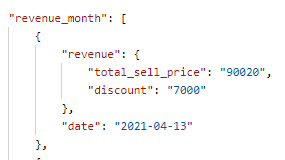 "revenue_month": [
{
"revenue": {
"total_sell_price": "90020",
"discount": "7000"
},
"date": "2021-04-13"
},